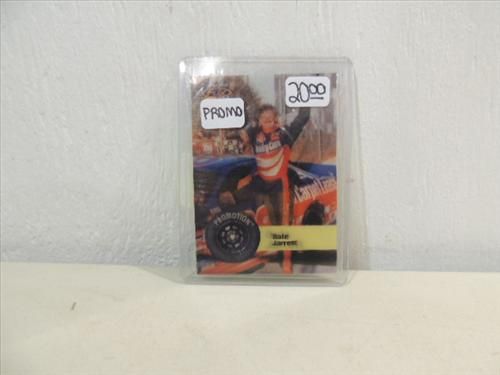 PROMO
20.00
PROMOTION
Dale
Jarrett